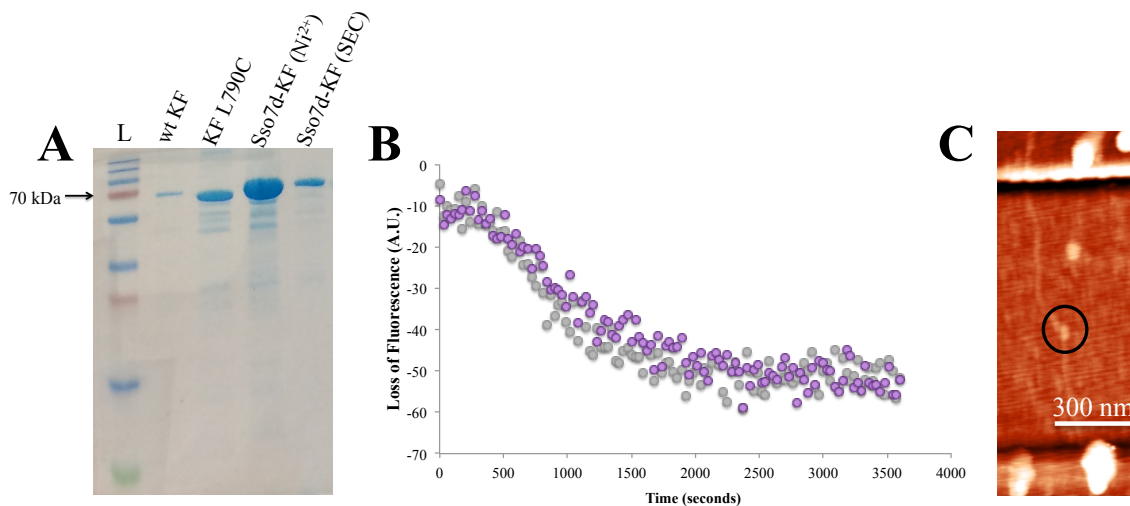 A
L
wt KF
KF L790C
Sso7d-KF (Ni²⁺)
Sso7d-KF (SEC)
70 kDa
B
0
-10
-20
-30
-40
-50
-60
-70
Loss of Fluorescence (A.U.)
0 500 1000 1500 2000 2500 3000 3500 4000
Time (seconds)
C
300 nm